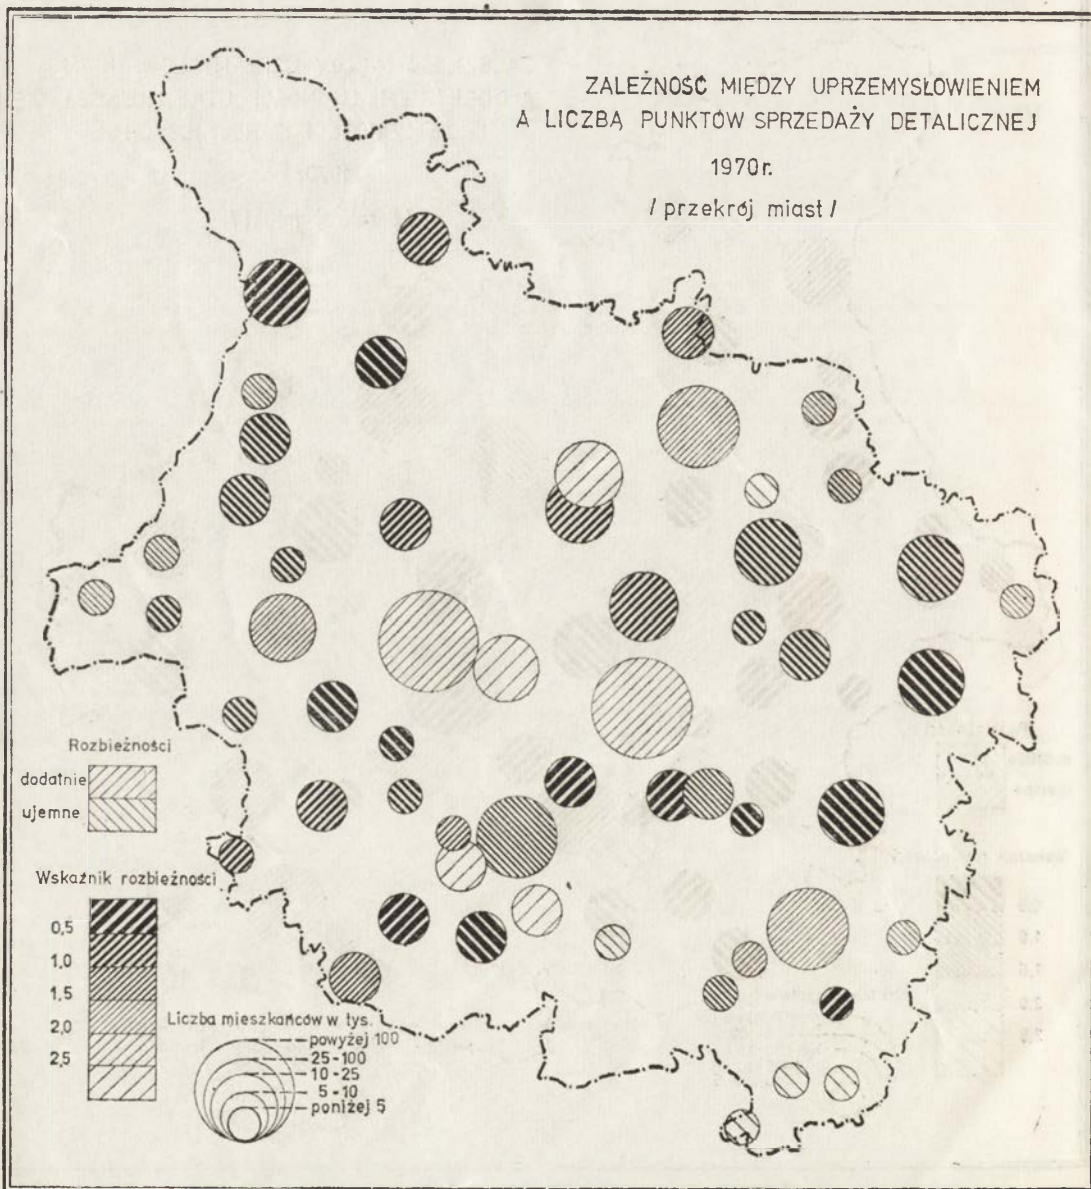 ZALEŻNOŚĆ MIĘDZY UPRZEMYSŁOWIENIEM
A LICZBĄ PUNKTÓW SPRZEDAŻY DETALICZNEJ
1970r.
/ przekrój miast /
Rozbieżności
dodatnie
ujemne
Wskaźnik rozbieżności
0,5
1,0
1,5
2,0
2,5
Liczba mieszkańców w tys.
powyżej 100
25-100
10-25
5-10
poniżej 5